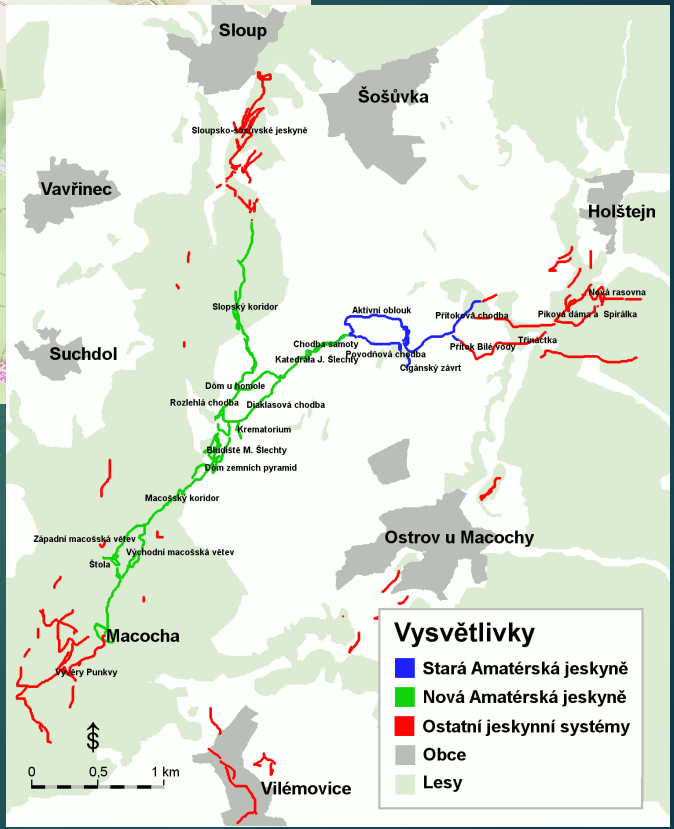 Sloup
Šošůvka
Sloupsko-šošůvské jeskyně
Vavřinec
Holštejn
Nová rasovna
Slopský koridor
Aktivní oblouk
Přítoková chodba
Piková dáma a Spirálka
Chodba samoty
Přítok Bílé vody
Třináctka
Suchdol
Povodňová chodba
Katedrála J. Šlechty
Cigánský závrt
Dóm u homole
Rozlehlá chodba
Diaklasová chodba
Krematorium
Bludiště M. Šlechty
Dóm zemních pyramid
Macošský koridor
Západní macošská větev
Ostrov u Macochy
Východní macošská větev
Štola
Macocha
Vývěry Punkvy
Vysvětlivky
Stará Amatérská jeskyně
Nová Amatérská jeskyně
Ostatní jeskynní systémy
Obce
Lesy
0 0,5 1 km
Vilémovice